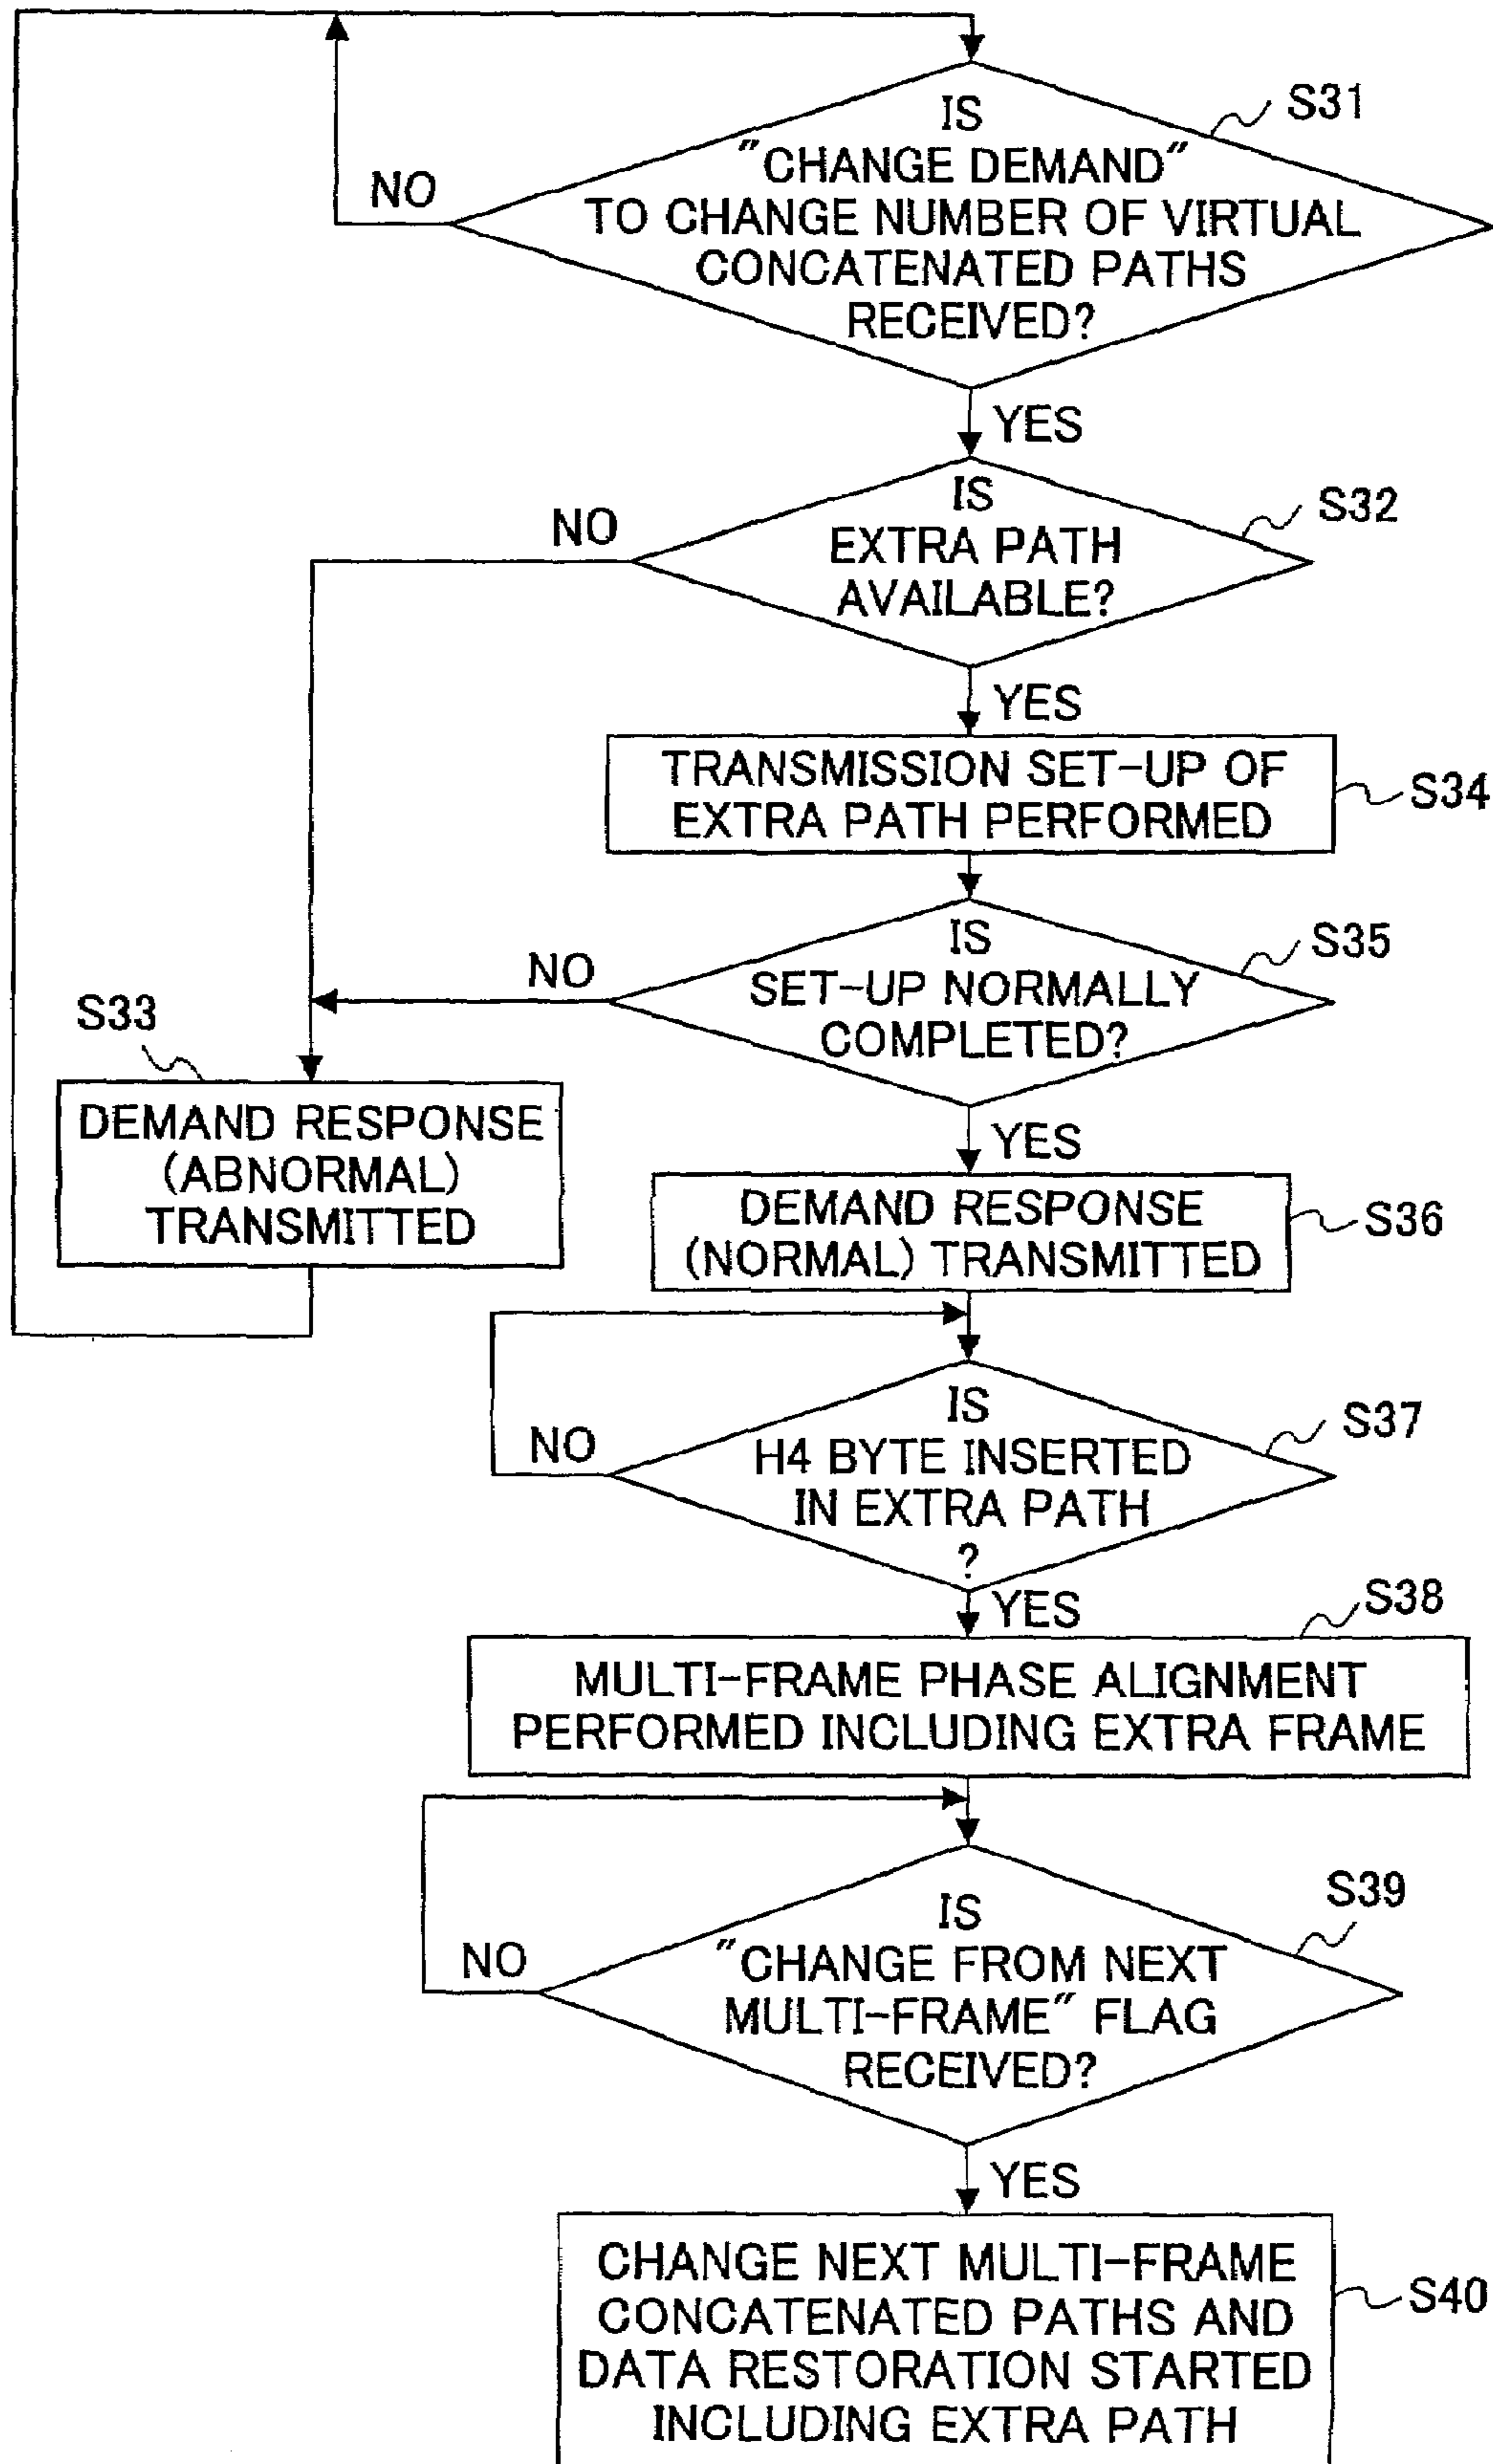 IS
"CHANGE DEMAND"
TO CHANGE NUMBER OF VIRTUAL
CONCATENATED PATHS
RECEIVED?
S31
NO
YES
IS
EXTRA PATH
AVAILABLE?
S32
NO
YES
TRANSMISSION SET-UP OF
EXTRA PATH PERFORMED
S34
IS
SET-UP NORMALLY
COMPLETED?
S35
NO
S33
DEMAND RESPONSE
(ABNORMAL)
TRANSMITTED
YES
DEMAND RESPONSE
(NORMAL) TRANSMITTED
S36
IS
H4 BYTE INSERTED
IN EXTRA PATH
?
S37
NO
YES
S38
MULTI-FRAME PHASE ALIGNMENT
PERFORMED INCLUDING EXTRA FRAME
IS
"CHANGE FROM NEXT
MULTI-FRAME" FLAG
RECEIVED?
S39
NO
YES
CHANGE NEXT MULTI-FRAME
CONCATENATED PATHS AND
DATA RESTORATION STARTED
INCLUDING EXTRA PATH
S40